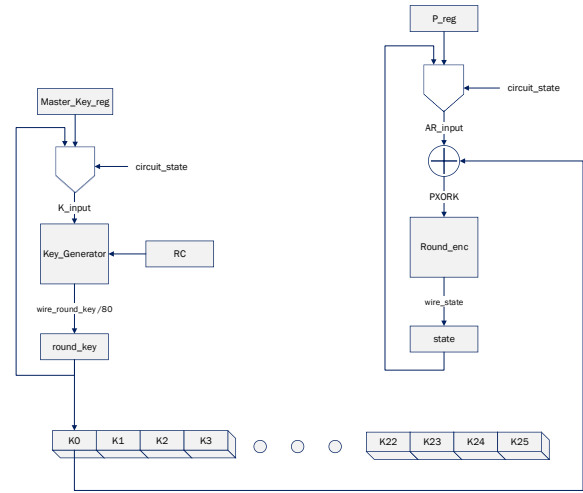 P_reg
circuit_state
AR_input
PXORK
Round_enc
wire_state
state
Master_Key_reg
circuit_state
K_input
Key_Generator
RC
wire_round_key/80
round_key
K0 K1 K2 K3 K22 K23 K24 K25